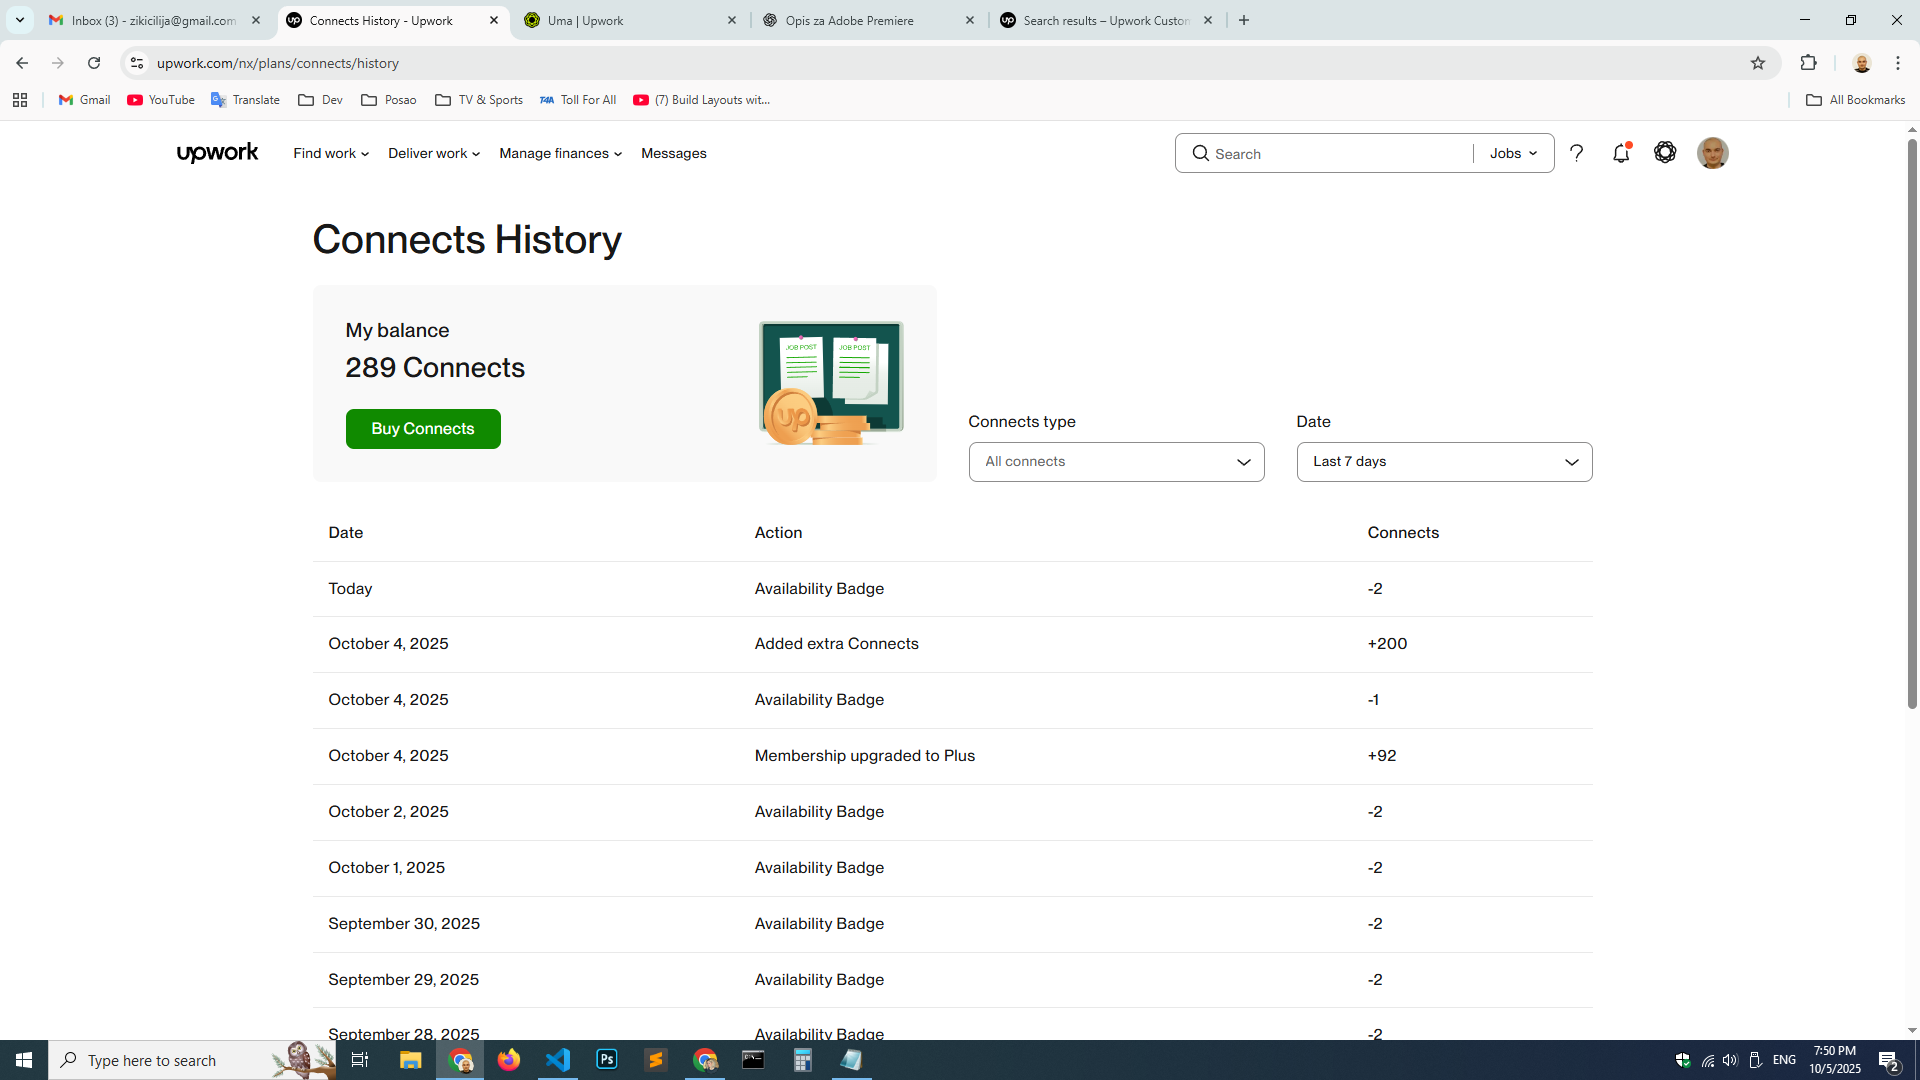 Inbox (3) - zikicilija@gmail.com
Connects History - Upwork
Uma | Upwork
Opis za Adobe Premiere
Search results – Upwork Custon
upwork.com/nx/plans/connects/history
Gmail
YouTube
Translate
Dev
Posao
TV & Sports
T4A Toll For All
(7) Build Layouts wit...
All Bookmarks
upwork
Find work
Deliver work
Manage finances
Messages
Search
Jobs
Connects History
My balance
289 Connects
Buy Connects
JOB POST
JOB POST
up
Connects type
All connects
Date
Last 7 days
Date Action Connects
Today Availability Badge -2
October 4, 2025 Added extra Connects +200
October 4, 2025 Availability Badge -1
October 4, 2025 Membership upgraded to Plus +92
October 2, 2025 Availability Badge -2
October 1, 2025 Availability Badge -2
September 30, 2025 Availability Badge -2
September 29, 2025 Availability Badge -2
September 28, 2025 Availability Badge -2
Type here to search
Ps
ENG
7:50 PM
10/5/2025
2